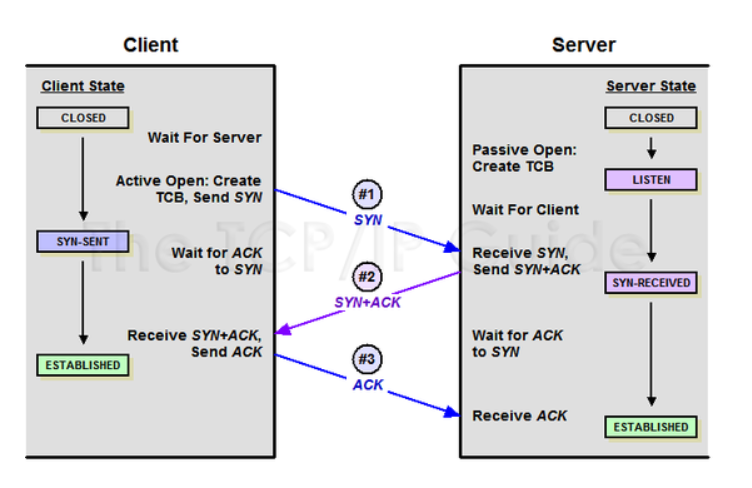 Client
Server
Client State
CLOSED
Wait For Server
Active Open: Create
TCB, Send SYN
SYN-SENT
Wait for ACK
to SYN
Receive SYN+ACK,
Send ACK
ESTABLISHED
#1
SYN
#2
SYN+ACK
#3
ACK
Server State
CLOSED
Passive Open:
Create TCB
LISTEN
Wait For Client
Receive SYN,
Send SYN+ACK
SYN-RECEIVED
Wait for ACK
to SYN
Receive ACK
ESTABLISHED
The TCP/IP Guide